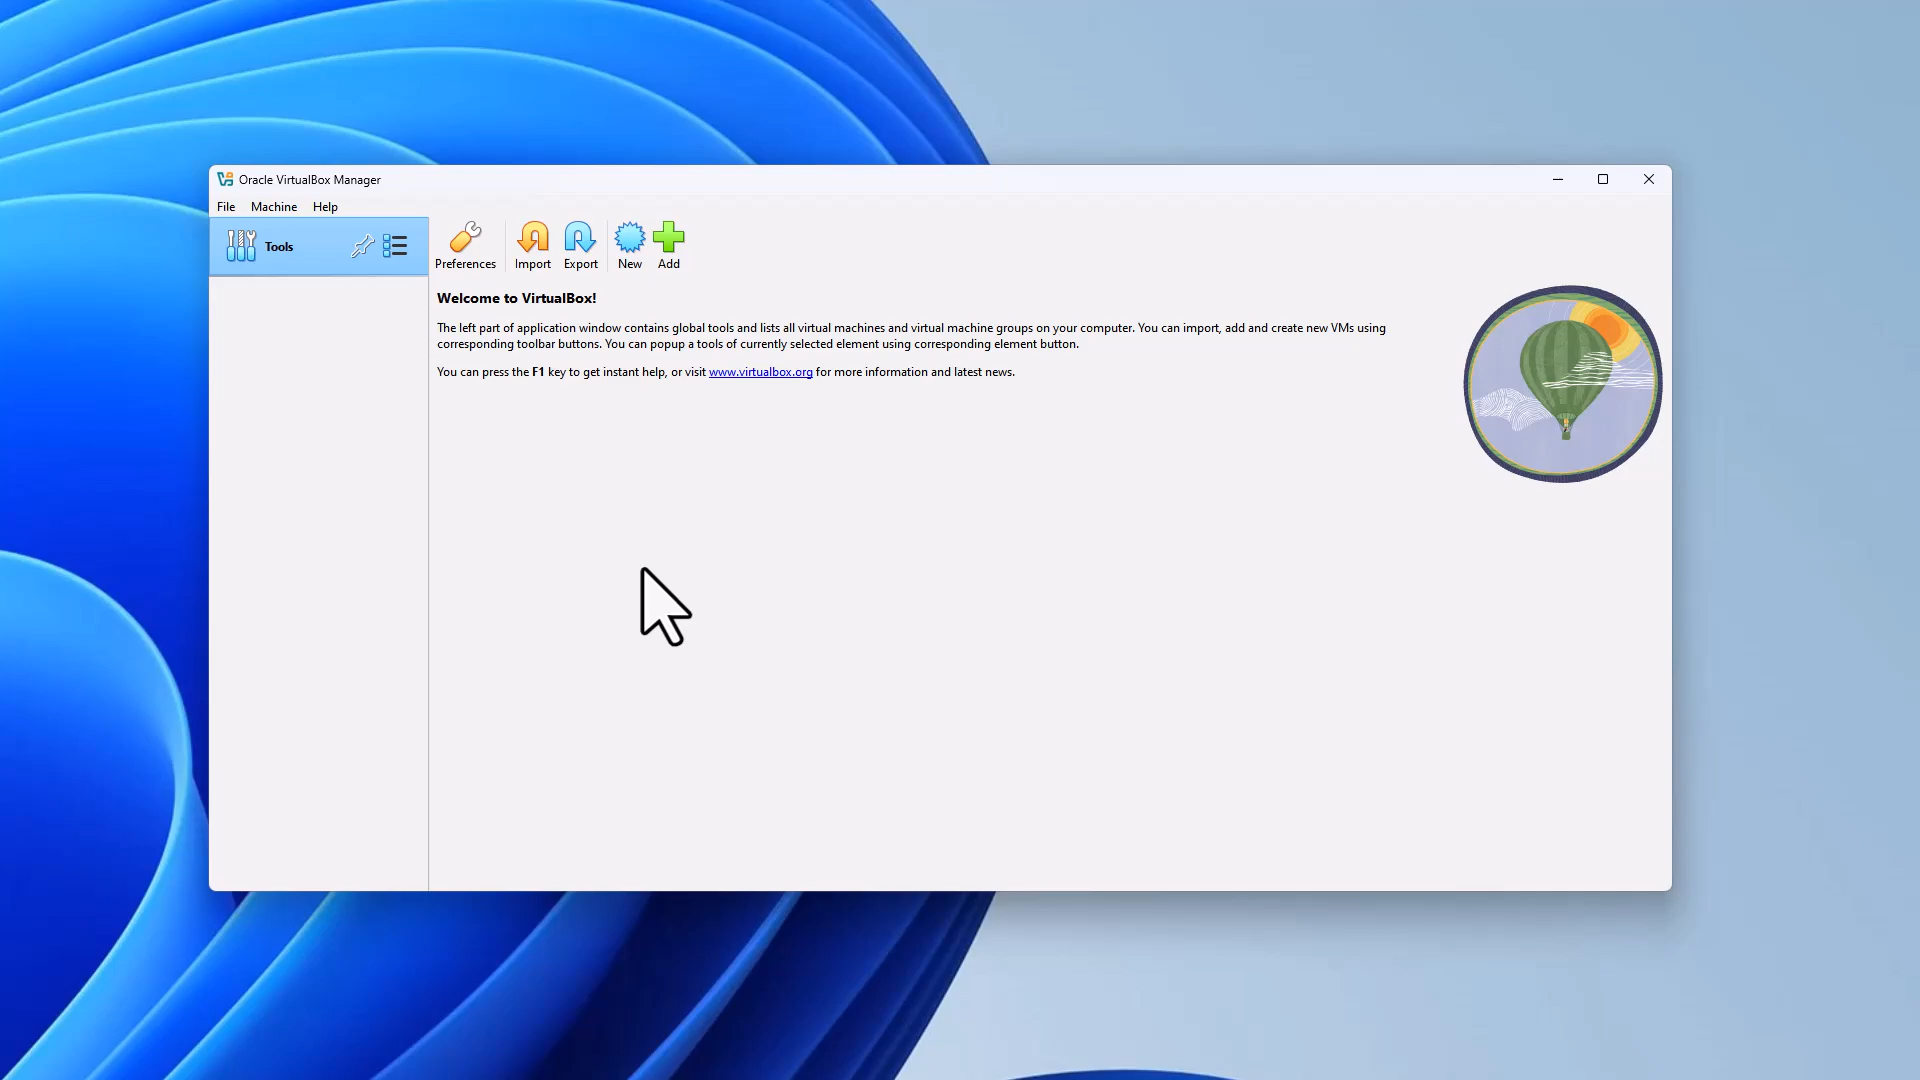 Oracle VirtualBox Manager
File Machine Help
Tools
Preferences Import Export New Add
Welcome to VirtualBox!
The left part of application window contains global tools and lists all virtual machines and virtual machine groups on your computer. You can import, add and create new VMs using
corresponding toolbar buttons. You can popup a tools of currently selected element using corresponding element button.
You can press the F1 key to get instant help, or visit www.virtualbox.org for more information and latest news.